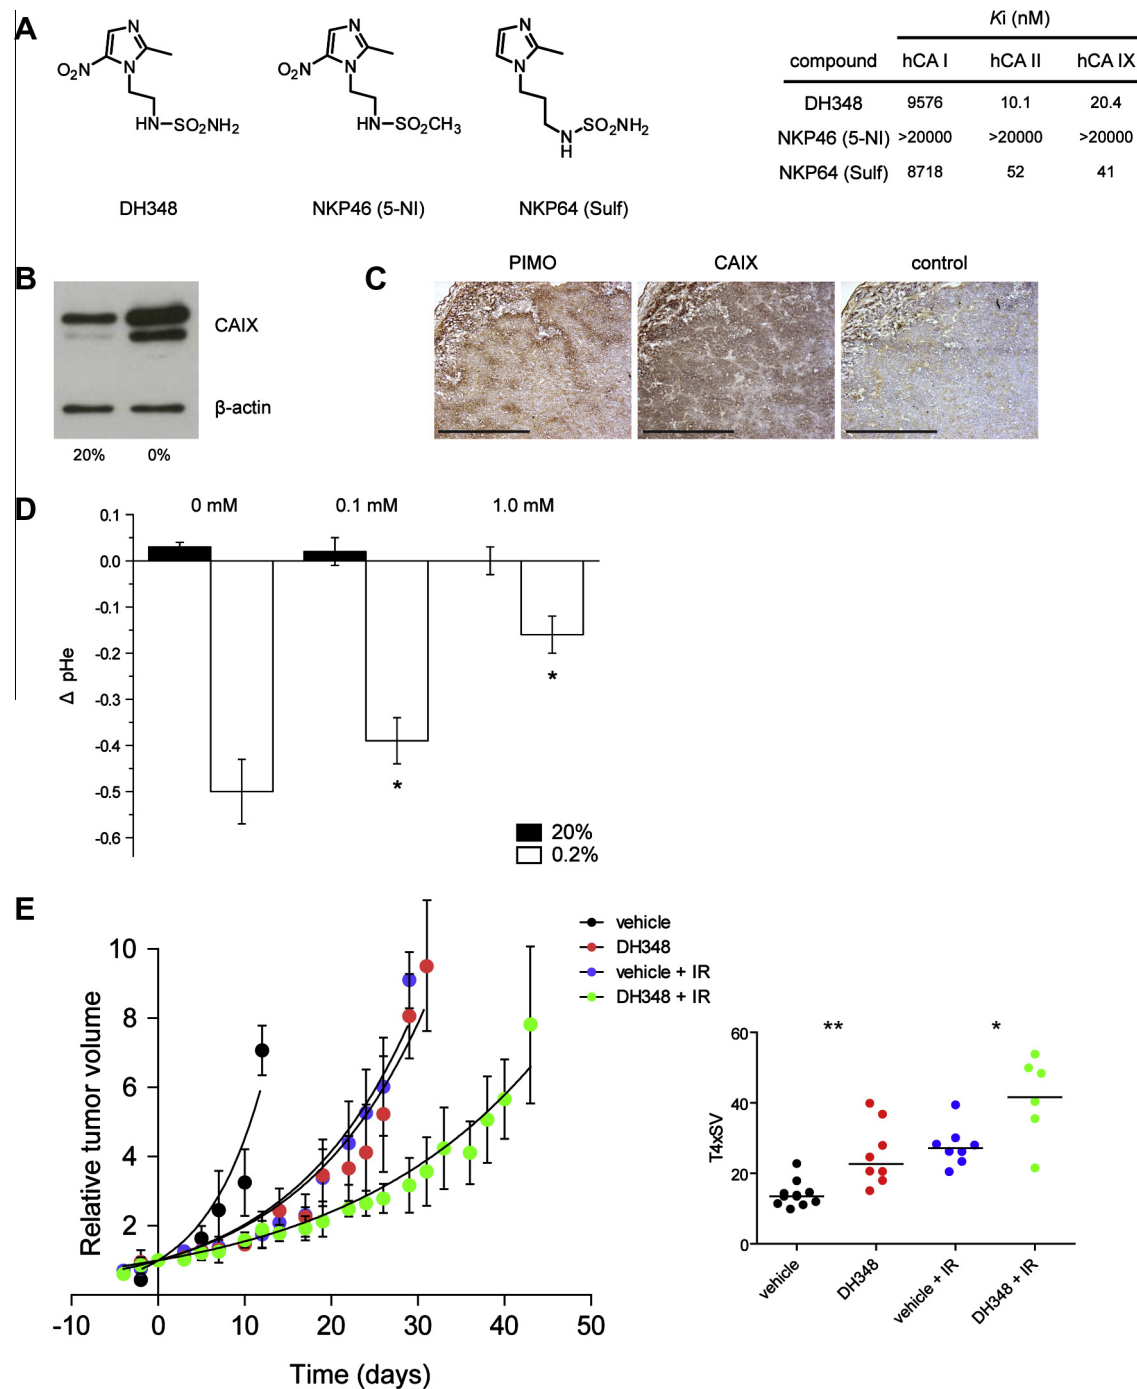 A
N
N
O₂N
HN
SO₂NH₂
DH348
N
N
O₂N
HN
SO₂CH₃
NKP46 (5-NI)
N
N
N
H
SO₂NH₂
NKP64 (Sulf)
Ki (nM)
compound hCA I hCA II hCA IX
DH348 9576 10.1 20.4
NKP46 (5-NI) >20000 >20000 >20000
NKP64 (Sulf) 8718 52 41
B
CAIX
β-actin
20% 0%
C
PIMO CAIX control
D
0 mM 0.1 mM 1.0 mM
0.1
0.0
-0.1
-0.2
-0.3
-0.4
-0.5
-0.6
Δ pHe
*
*
20%
0.2%
E
vehicle
DH348
vehicle + IR
DH348 + IR
Relative tumor volume
10
8
6
4
2
-10 0 10 20 30 40 50
Time (days)
T4xSV
60
40
20
0
** *
vehicle
DH348
vehicle + IR
DH348 + IR